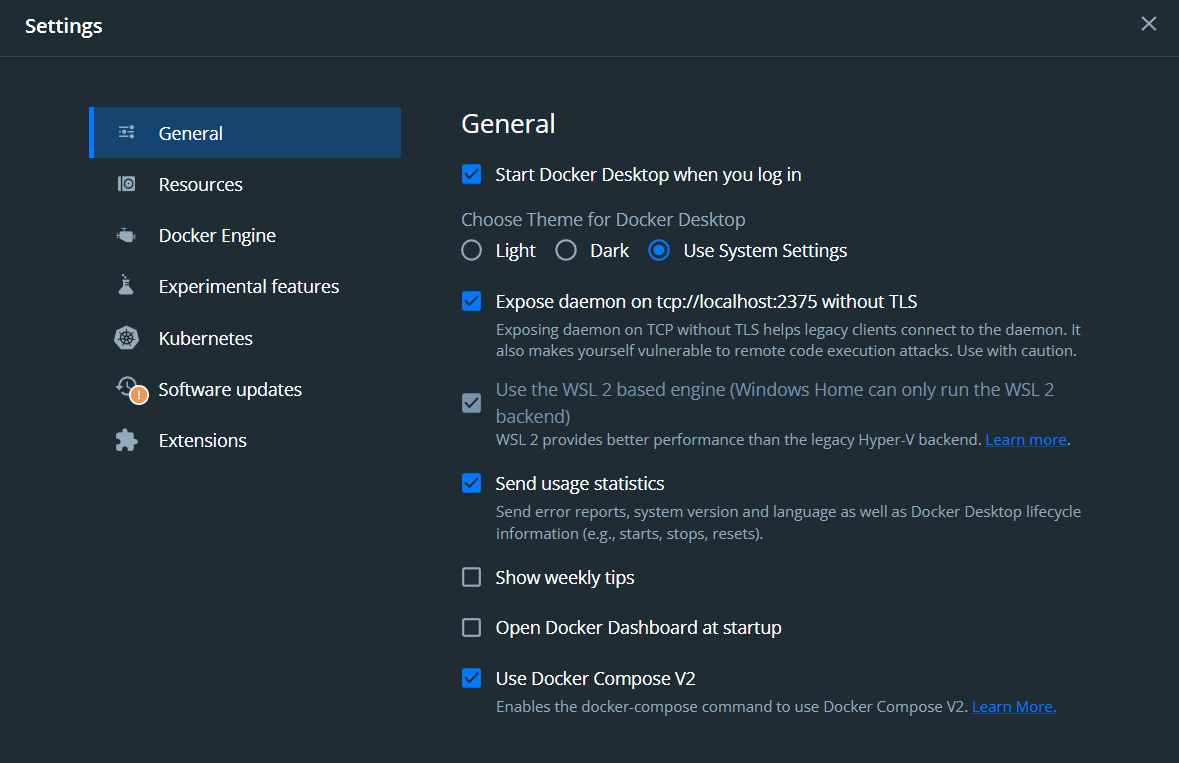 Settings
General
Resources
Docker Engine
Experimental features
Kubernetes
Software updates
Extensions
General
Start Docker Desktop when you log in
Choose Theme for Docker Desktop
Light Dark Use System Settings
Expose daemon on tcp://localhost:2375 without TLS
Exposing daemon on TCP without TLS helps legacy clients connect to the daemon. It
also makes yourself vulnerable to remote code execution attacks. Use with caution.
Use the WSL 2 based engine (Windows Home can only run the WSL 2
backend)
WSL 2 provides better performance than the legacy Hyper-V backend. Learn more.
Send usage statistics
Send error reports, system version and language as well as Docker Desktop lifecycle
information (e.g., starts, stops, resets).
Show weekly tips
Open Docker Dashboard at startup
Use Docker Compose V2
Enables the docker-compose command to use Docker Compose V2. Learn More.